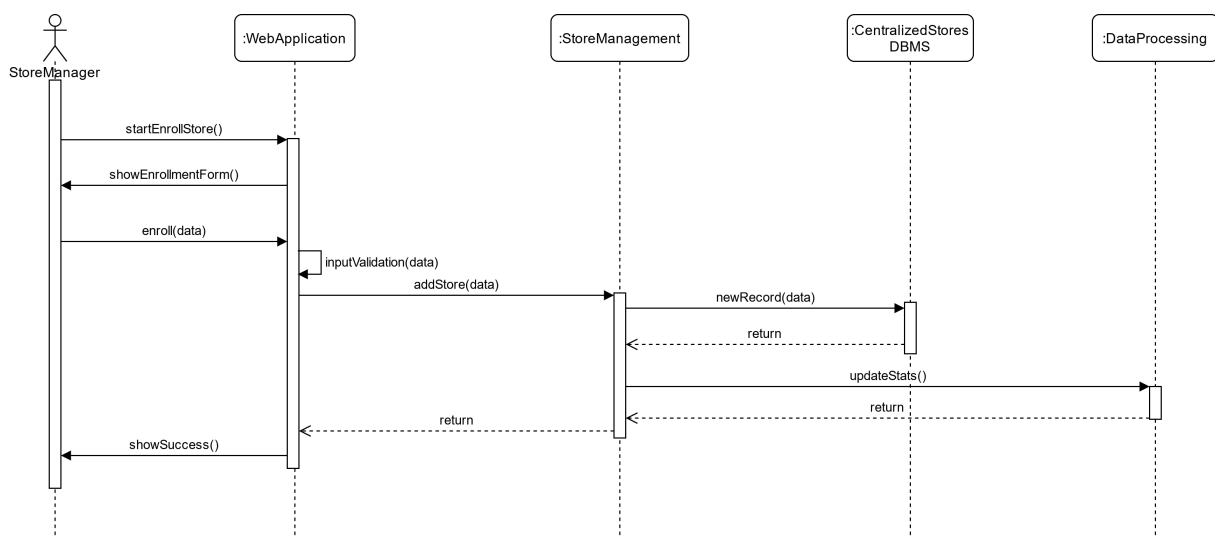 :WebApplication
:StoreManagement
:CentralizedStores
DBMS
:DataProcessing
StoreManager
startEnrollStore()
showEnrollmentForm()
enroll(data)
inputValidation(data)
addStore(data)
newRecord(data)
return
updateStats()
return
return
showSuccess()